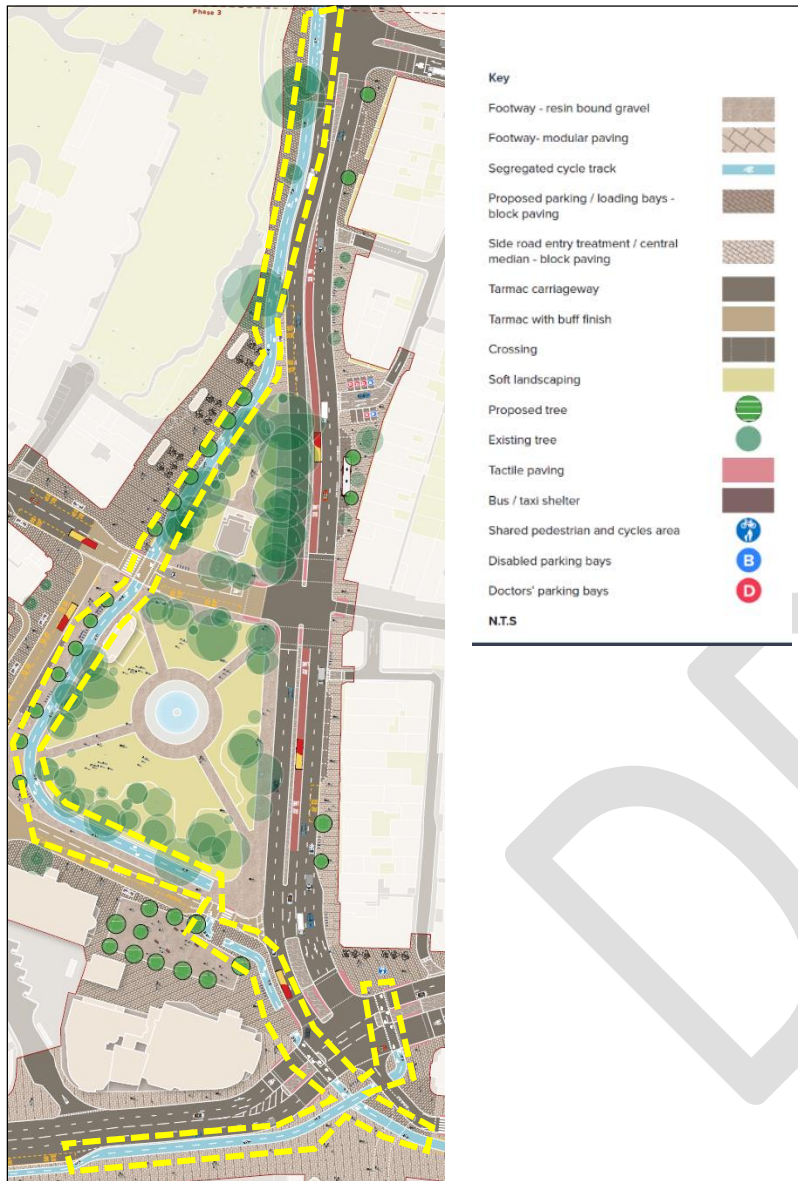 Phase 3
Key
Footway - resin bound gravel
Footway- modular paving
Segregated cycle track
Proposed parking / loading bays -
block paving
Side road entry treatment / central
median - block paving
Tarmac carriageway
Tarmac with buff finish
Crossing
Soft landscaping
Proposed tree
Existing tree
Tactile paving
Bus / taxi shelter
Shared pedestrian and cycles area
Disabled parking bays
B
Doctors' parking bays
D
N.T.S